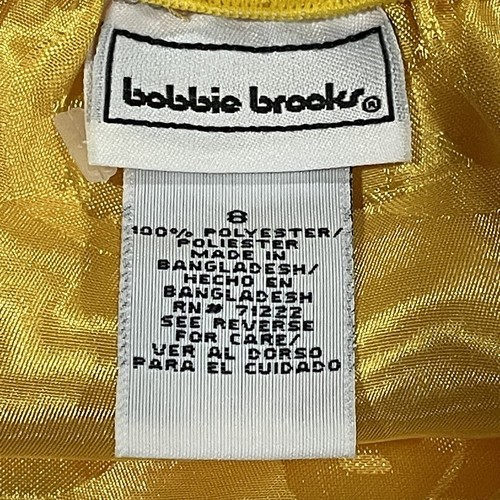 bobbie brooks®
8
100% POLYESTER/
POLIESTER
MADE IN
BANGLADESH/
HECHO EN
BANGLADESH
RN# 71222
SEE REVERSE
FOR CARE/
VER AL DORSO
PARA EL CUIDADO